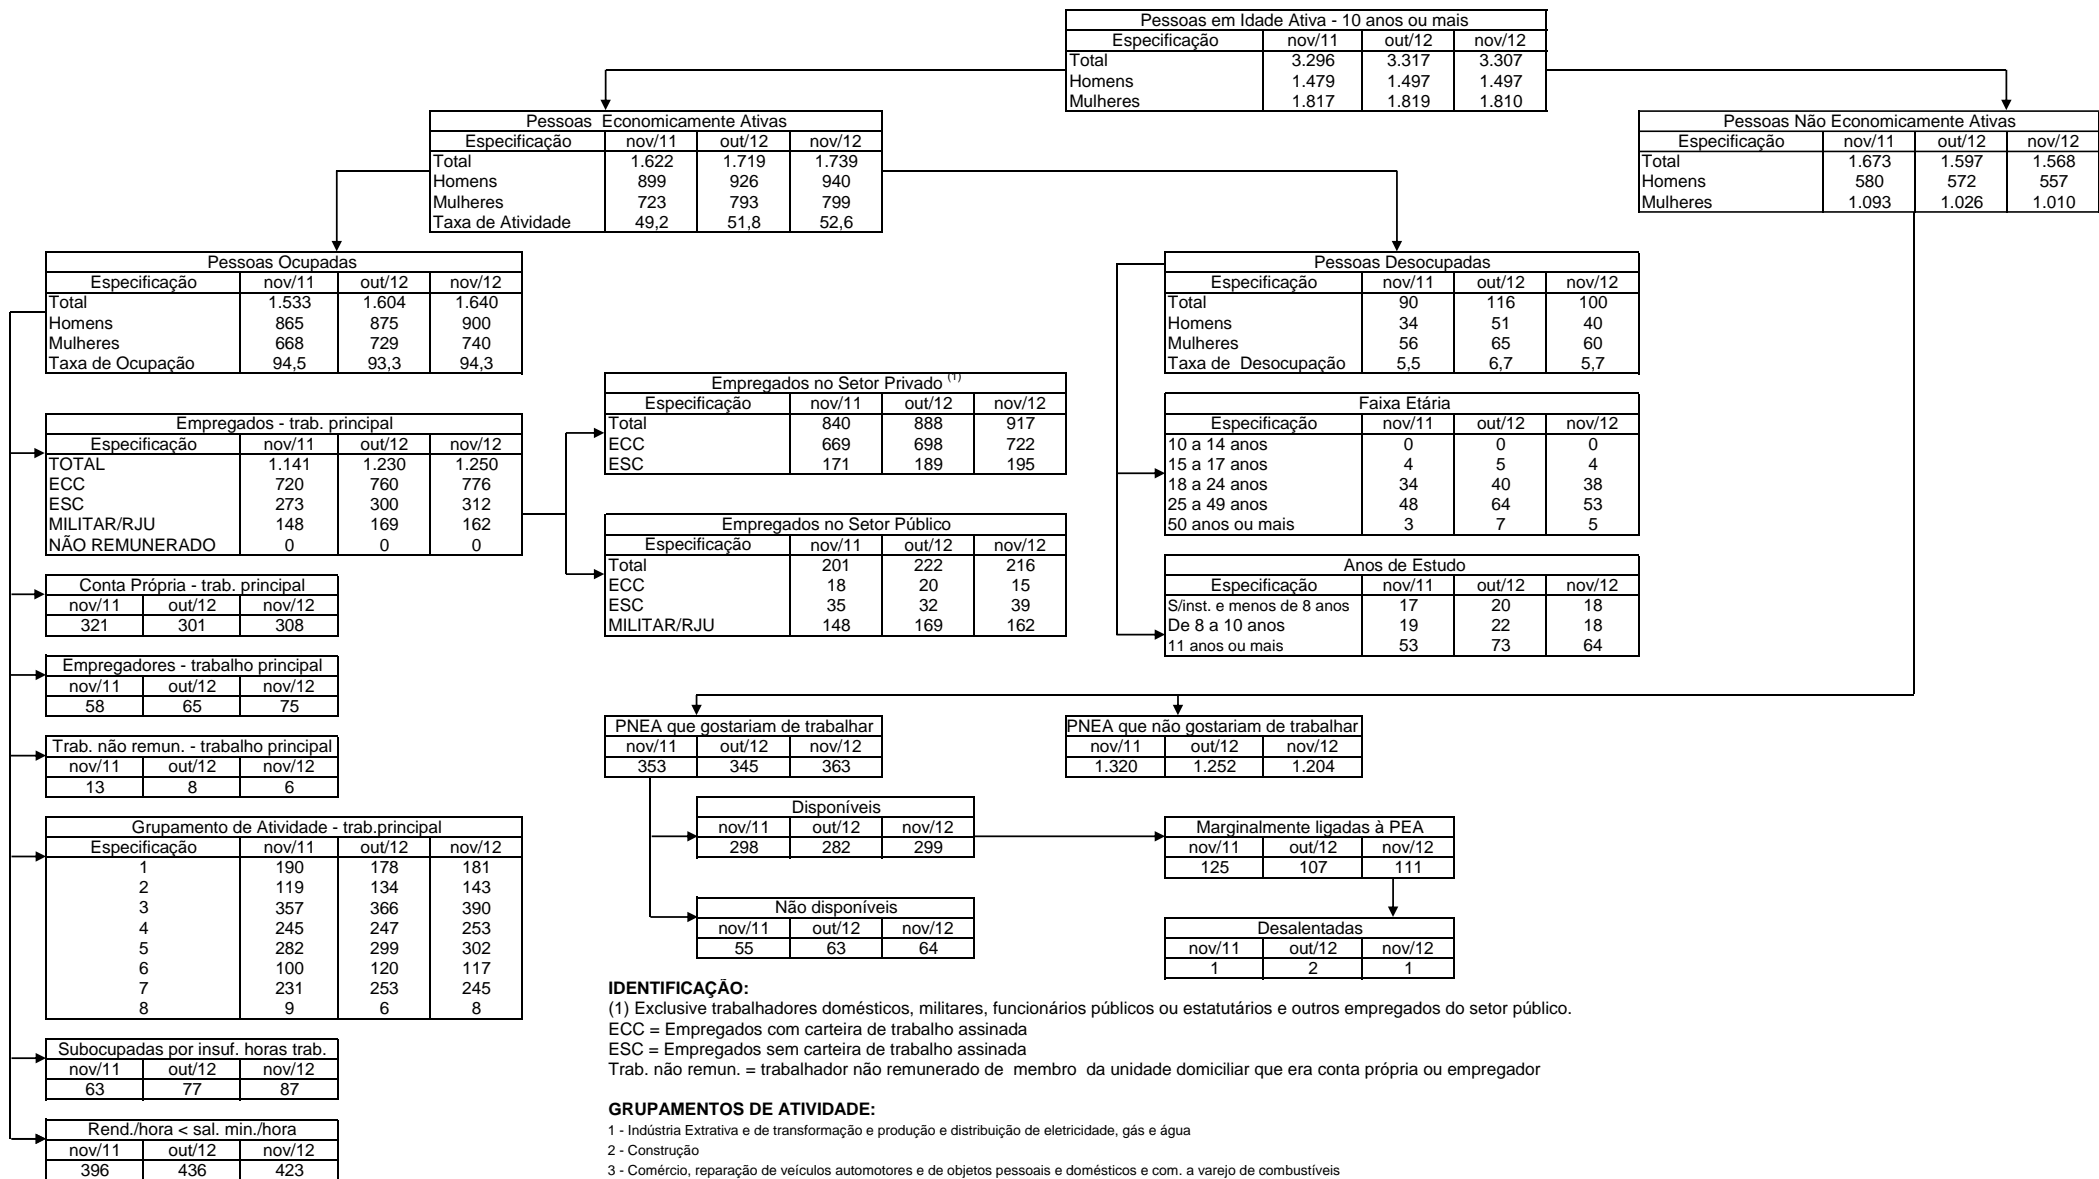 Pessoas em Idade Ativa - 10 anos ou mais
Especificação nov/11 out/12 nov/12
Total 3.296 3.317 3.307
Homens 1.479 1.497 1.497
Mulheres 1.817 1.819 1.810
Pessoas Economicamente Ativas
Especificação nov/11 out/12 nov/12
Total 1.622 1.719 1.739
Homens 899 926 940
Mulheres 723 793 799
Taxa de Atividade 49,2 51,8 52,6
Pessoas Não Economicamente Ativas
Especificação nov/11 out/12 nov/12
Total 1.673 1.597 1.568
Homens 580 572 557
Mulheres 1.093 1.026 1.010
Pessoas Ocupadas
Especificação nov/11 out/12 nov/12
Total 1.533 1.604 1.640
Homens 865 875 900
Mulheres 668 729 740
Taxa de Ocupação 94,5 93,3 94,3
Pessoas Desocupadas
Especificação nov/11 out/12 nov/12
Total 90 116 100
Homens 34 51 40
Mulheres 56 65 60
Taxa de Desocupação 5,5 6,7 5,7
Empregados - trab. principal
Especificação nov/11 out/12 nov/12
TOTAL 1.141 1.230 1.250
ECC 720 760 776
ESC 273 300 312
MILITAR/RJU 148 169 162
NÃO REMUNERADO 0 0 0
Empregados no Setor Privado (1)
Especificação nov/11 out/12 nov/12
Total 840 888 917
ECC 669 698 722
ESC 171 189 195
Empregados no Setor Público
Especificação nov/11 out/12 nov/12
Total 201 222 216
ECC 18 20 15
ESC 35 32 39
MILITAR/RJU 148 169 162
Faixa Etária
Especificação nov/11 out/12 nov/12
10 a 14 anos 0 0 0
15 a 17 anos 4 5 4
18 a 24 anos 34 40 38
25 a 49 anos 48 64 53
50 anos ou mais 3 7 5
Anos de Estudo
Especificação nov/11 out/12 nov/12
S/inst. e menos de 8 anos 17 20 18
De 8 a 10 anos 19 22 18
11 anos ou mais 53 73 64
Conta Própria - trab. principal
nov/11 out/12 nov/12
321 301 308
Empregadores - trabalho principal
nov/11 out/12 nov/12
58 65 75
Trab. não remun. - trabalho principal
nov/11 out/12 nov/12
13 8 6
Grupamento de Atividade - trab.principal
Especificação nov/11 out/12 nov/12
1 190 178 181
2 119 134 143
3 357 366 390
4 245 247 253
5 282 299 302
6 100 120 117
7 231 253 245
8 9 6 8
Subocupadas por insuf. horas trab.
nov/11 out/12 nov/12
63 77 87
Rend./hora < sal. min./hora
nov/11 out/12 nov/12
396 436 423
PNEA que gostariam de trabalhar
nov/11 out/12 nov/12
353 345 363
PNEA que não gostariam de trabalhar
nov/11 out/12 nov/12
1.320 1.252 1.204
Disponíveis
nov/11 out/12 nov/12
298 282 299
Marginalmente ligadas à PEA
nov/11 out/12 nov/12
125 107 111
Não disponíveis
nov/11 out/12 nov/12
55 63 64
Desalentadas
nov/11 out/12 nov/12
1 2 1
IDENTIFICAÇÃO:
(1) Exclusive trabalhadores domésticos, militares, funcionários públicos ou estatutários e outros empregados do setor público.
ECC = Empregados com carteira de trabalho assinada
ESC = Empregados sem carteira de trabalho assinada
Trab. não remun. = trabalhador não remunerado de membro da unidade domiciliar que era conta própria ou empregador
GRUPAMENTOS DE ATIVIDADE:
1 - Indústria Extrativa e de transformação e produção e distribuição de eletricidade, gás e água
2 - Construção
3 - Comércio, reparação de veículos automotores e de objetos pessoais e domésticos e com. a varejo de combustíveis